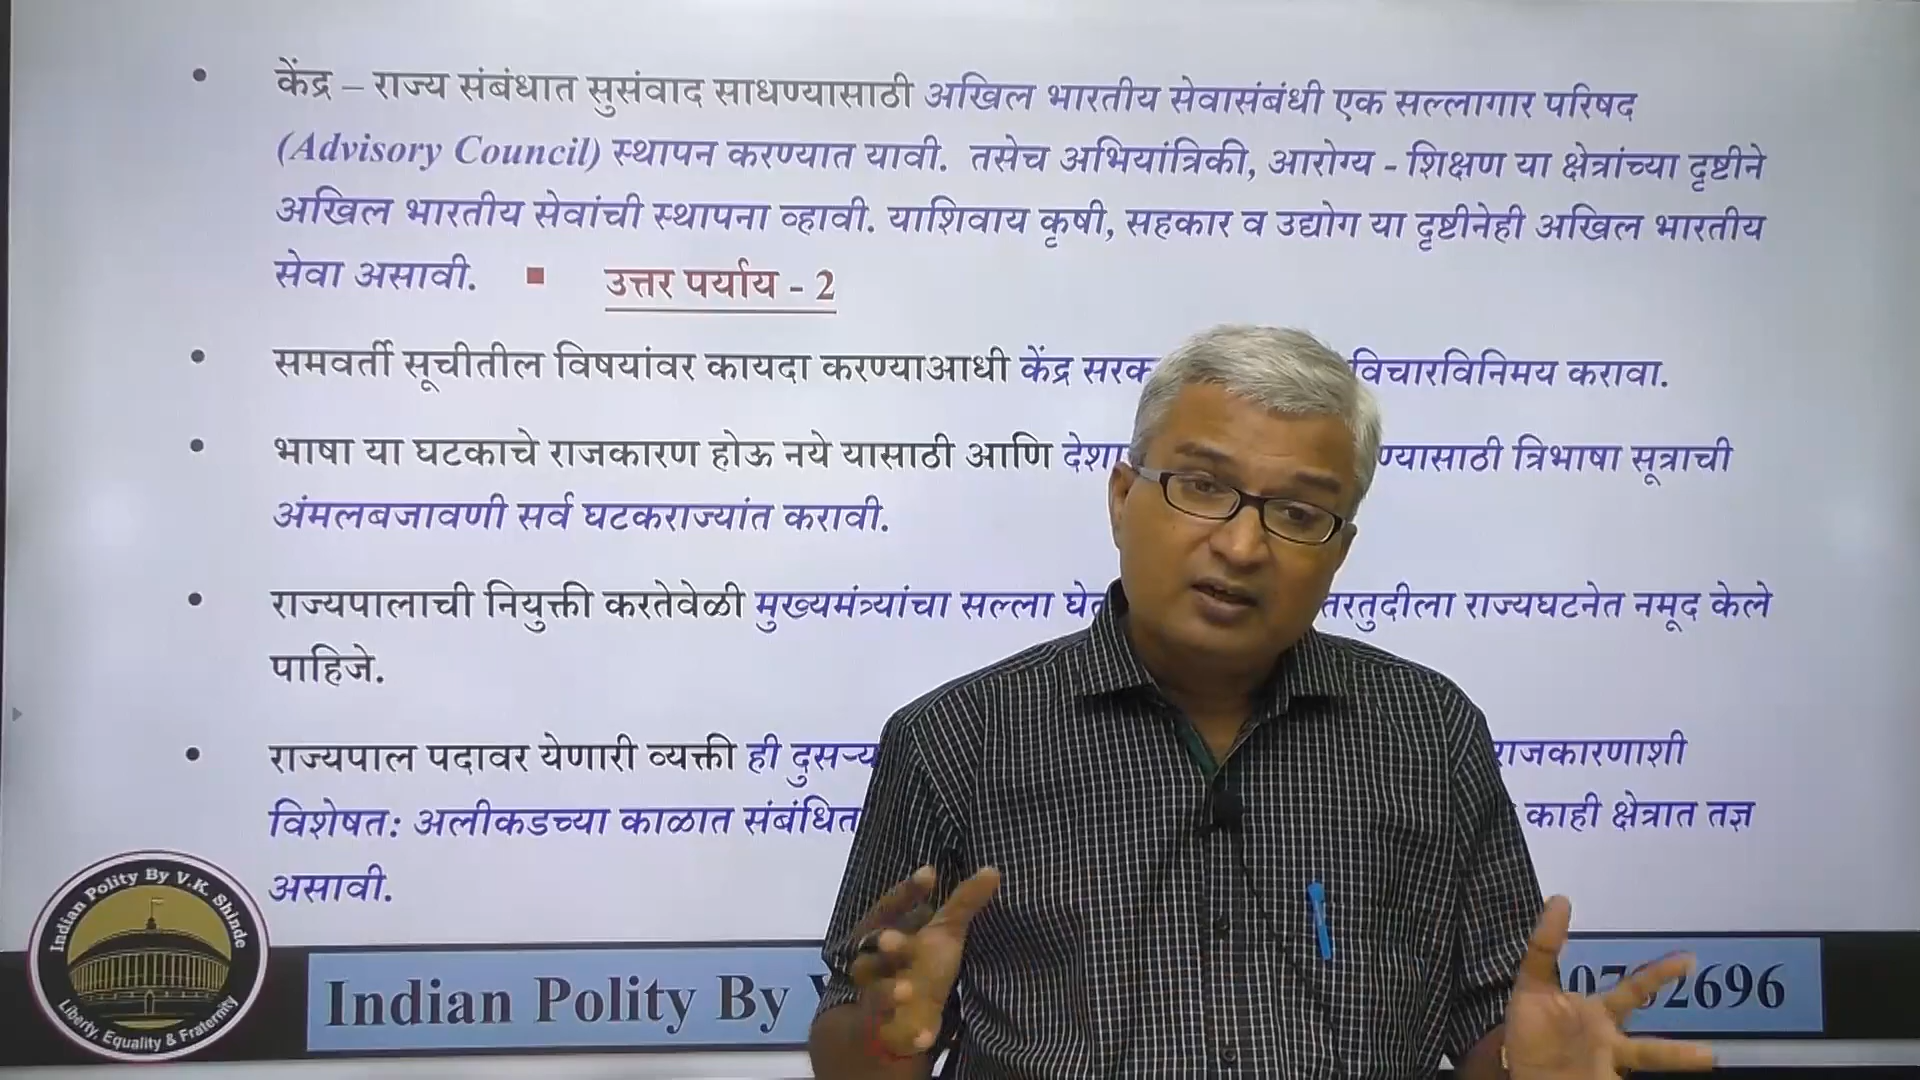 • केंद्र – राज्य संबंधात सुसंवाद साधण्यासाठी अखिल भारतीय सेवासंबंधी एक सल्लागार परिषद
(Advisory Council) स्थापन करण्यात यावी. तसेच अभियांत्रिकी, आरोग्य - शिक्षण या क्षेत्रांच्या दृष्टीने
अखिल भारतीय सेवांची स्थापना व्हावी. याशिवाय कृषी, सहकार व उद्योग या दृष्टीनेही अखिल भारतीय
सेवा असावी. ▪ उत्तर पर्याय - 2
• समवर्ती सूचीतील विषयांवर कायदा करण्याआधी केंद्र विचारविनिमय करावा.
• भाषा या घटकाचे राजकारण होऊ नये यासाठी आणि त्रिभाषा सूत्राची
अंमलबजावणी सर्व घटकराज्यांत करावी.
• राज्यपालाची नियुक्ती करतेवेळी मुख्यमंत्र्यांचा सल्ला तरतुदीला राज्यघटनेत नमूद केले
पाहिजे.
• राज्यपाल पदावर येणारी व्यक्ती ही राजकारणाशी
विशेषत: अलीकडच्या काळात संबंधित काही क्षेत्रात तज्ञ
असावी.
Indian Polity By V.K. Shinde
Liberty, Equality & Fraternity
Indian Polity By
2696